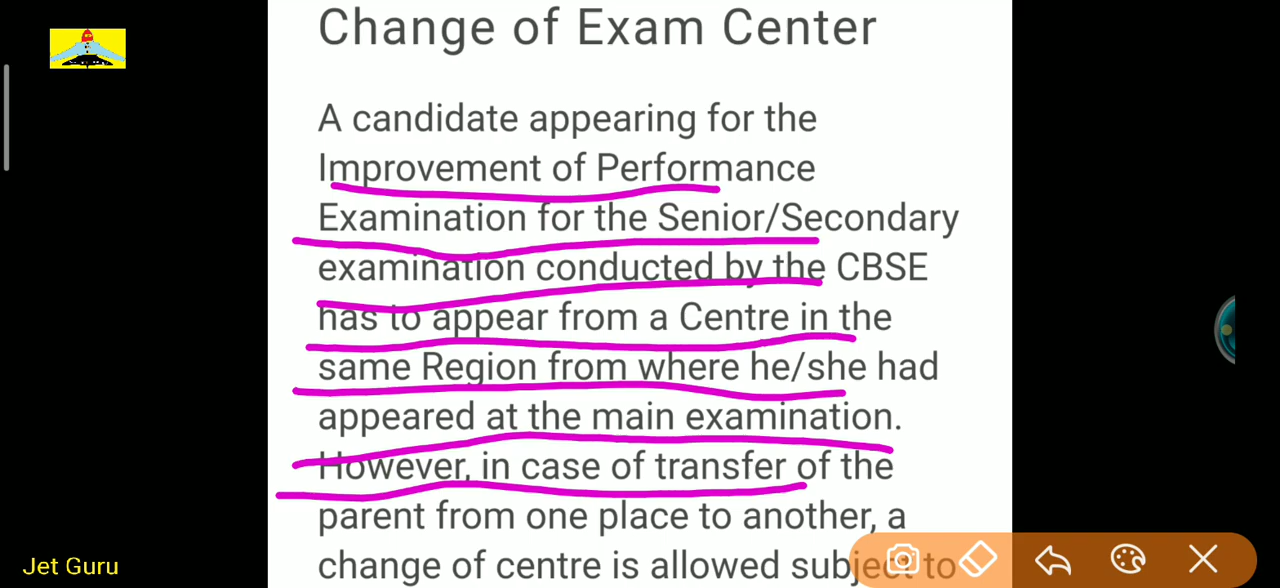 Change of Exam Center
A candidate appearing for the
Improvement of Performance
Examination for the Senior/Secondary
examination conducted by the CBSE
has to appear from a Centre in the
same Region from where he/she had
appeared at the main examination.
However, in case of transfer of the
parent from one place to another, a
change of centre is allowed subject to
Jet Guru